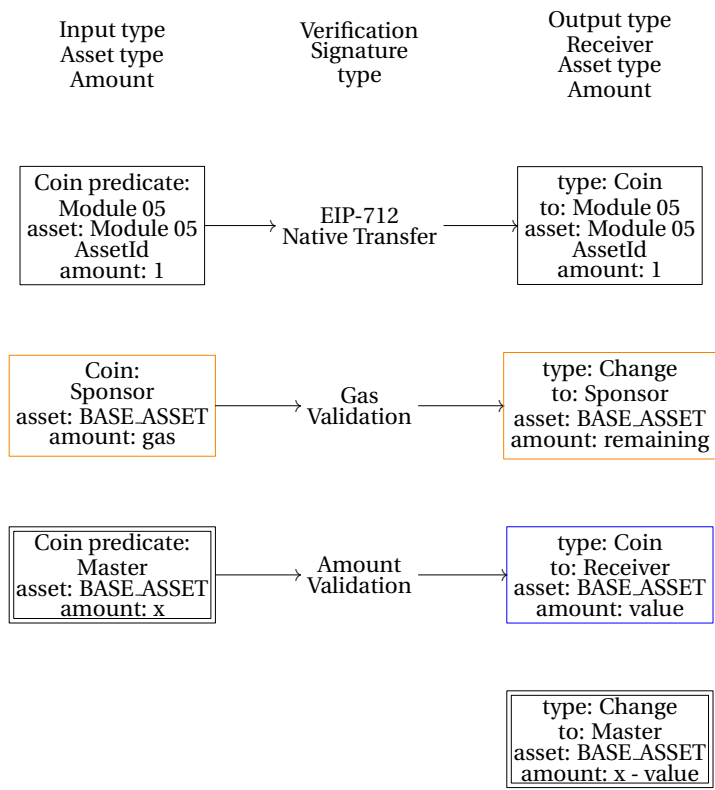 Input type
Asset type
Amount
Verification
Signature
type
Output type
Receiver
Asset type
Amount
Coin predicate:
Module 05
asset: Module 05
AssetId
amount: 1
EIP-712
Native Transfer
type: Coin
to: Module 05
asset: Module 05
AssetId
amount: 1
Coin:
Sponsor
asset: BASE_ASSET
amount: gas
Gas
Validation
type: Change
to: Sponsor
asset: BASE_ASSET
amount: remaining
Coin predicate:
Master
asset: BASE_ASSET
amount: x
Amount
Validation
type: Coin
to: Receiver
asset: BASE_ASSET
amount: value
type: Change
to: Master
asset: BASE_ASSET
amount: x - value